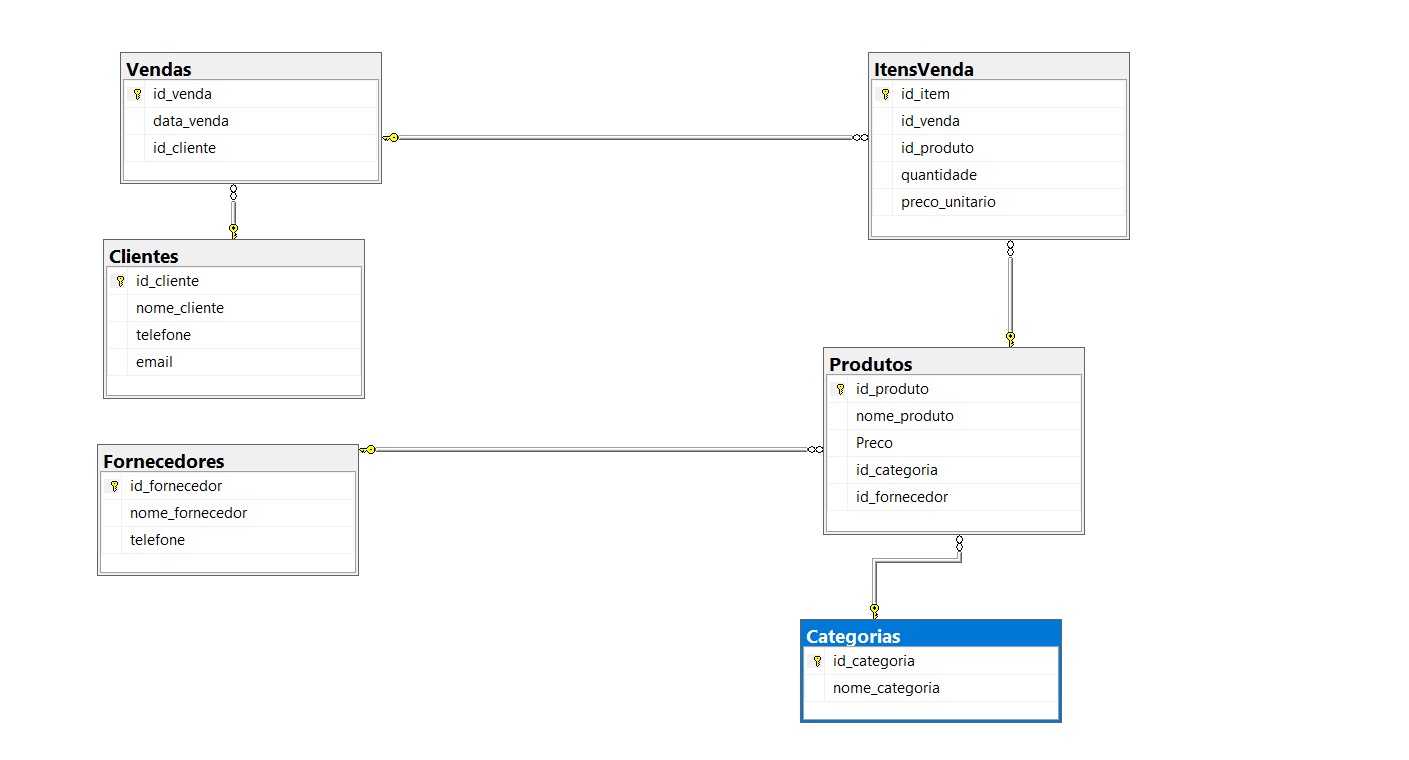 Vendas
id_venda
data_venda
id_cliente
ItensVenda
id_item
id_venda
id_produto
quantidade
preco_unitario
Clientes
id_cliente
nome_cliente
telefone
email
Produtos
id_produto
nome_produto
Preco
id_categoria
id_fornecedor
Fornecedores
id_fornecedor
nome_fornecedor
telefone
Categorias
id_categoria
nome_categoria